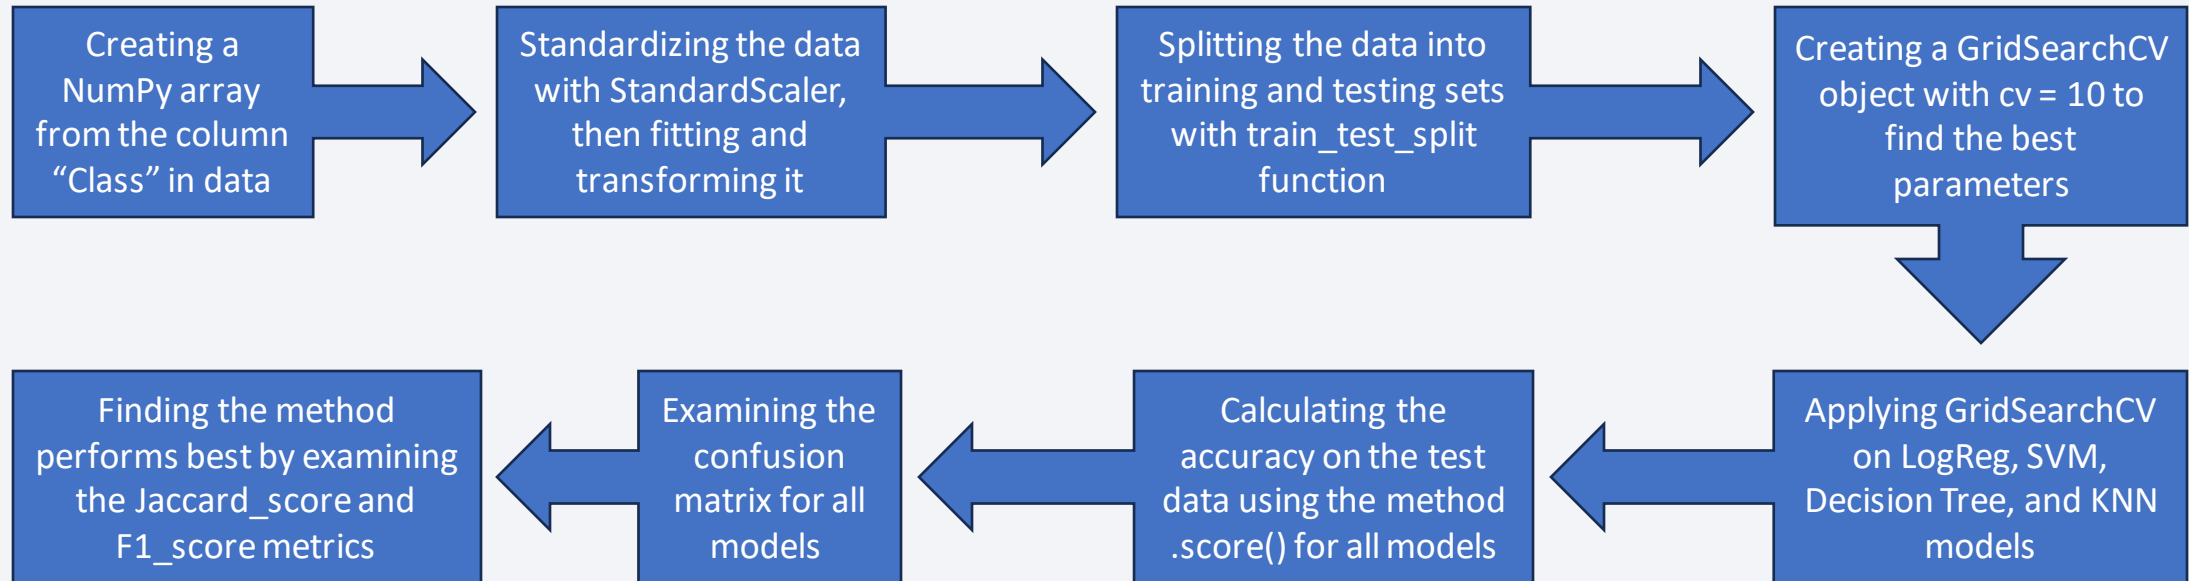 Creating a
NumPy array
from the column
“Class” in data
Standardizing the data
with StandardScaler,
then fitting and
transforming it
Splitting the data into
training and testing sets
with train_test_split
function
Creating a GridSearchCV
object with cv = 10 to
find the best
parameters
Applying GridSearchCV
on LogReg, SVM,
Decision Tree, and KNN
models
Calculating the
accuracy on the test
data using the method
.score() for all models
Examining the
confusion
matrix for all
models
Finding the method
performs best by examining
the Jaccard_score and
F1_score metrics